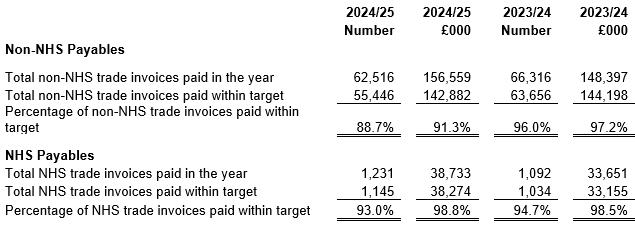 2024/25 2024/25 2023/24 2023/24
Number £000 Number £000
Non-NHS Payables
Total non-NHS trade invoices paid in the year 62,516 156,559 66,316 148,397
Total non-NHS trade invoices paid within target 55,446 142,882 63,656 144,198
Percentage of non-NHS trade invoices paid within
target 88.7% 91.3% 96.0% 97.2%
NHS Payables
Total NHS trade invoices paid in the year 1,231 38,733 1,092 33,651
Total NHS trade invoices paid within target 1,145 38,274 1,034 33,155
Percentage of NHS trade invoices paid within target 93.0% 98.8% 94.7% 98.5%